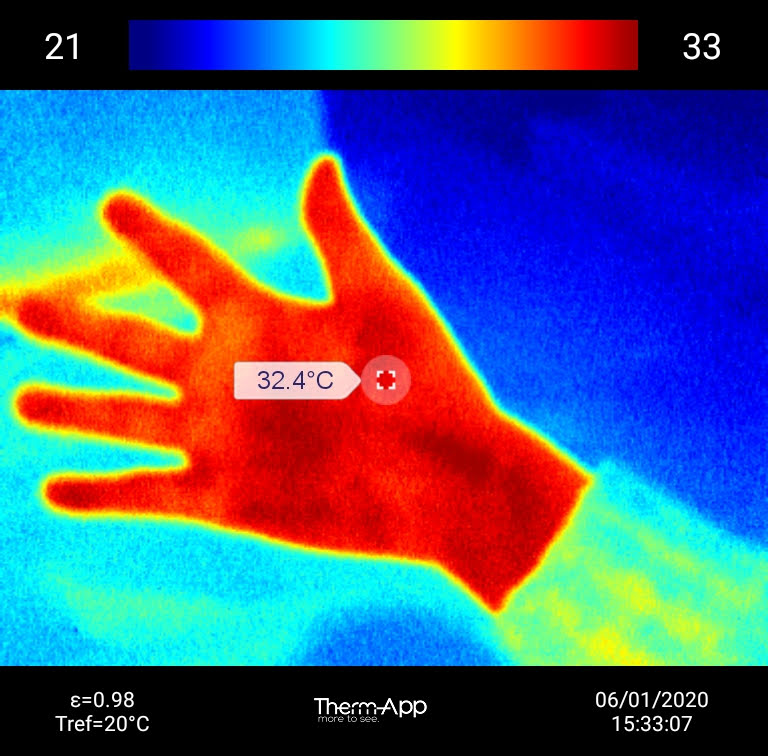 21
33
32.4°C
ε=0.98
Tref=20°C
Therm-App
more to see.
06/01/2020
15:33:07